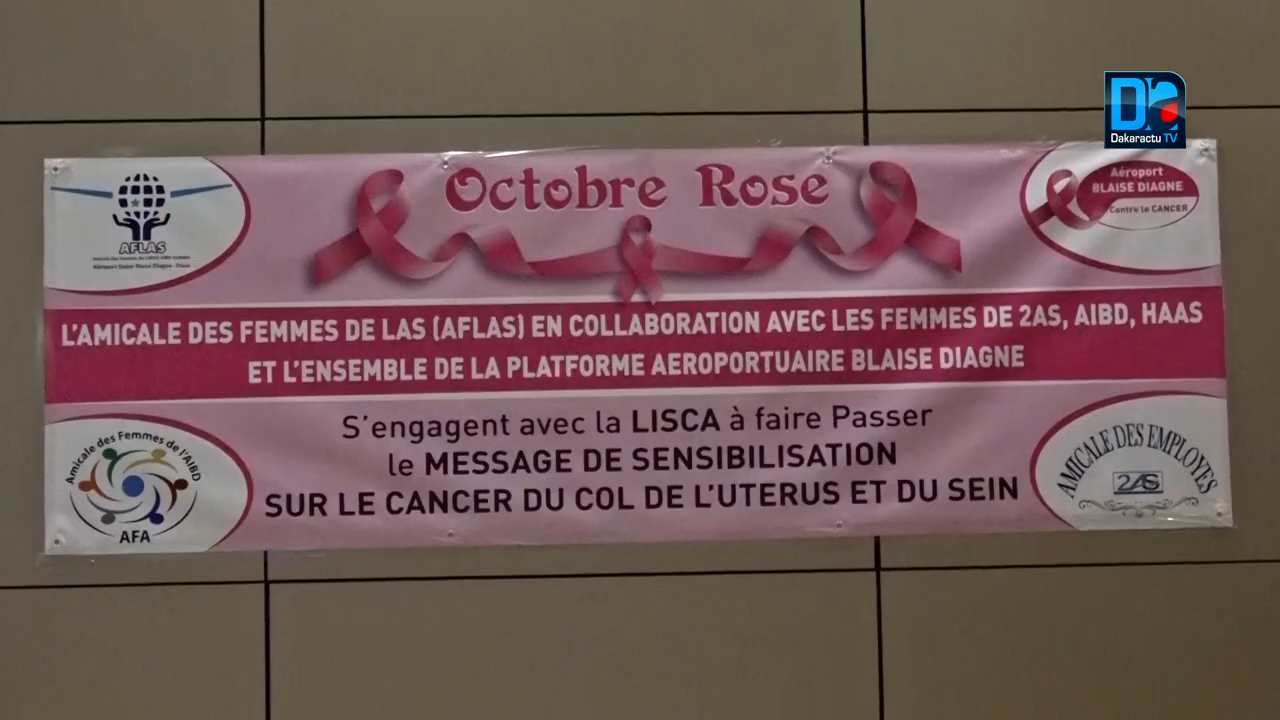 Dakaractu TV
Octobre Rose
AFLAS
Aéroport
BLAISE DIAGNE
Contre le CANCER
L'AMICALE DES FEMMES DE LAS (AFLAS) EN COLLABORATION AVEC LES FEMMES DE 2AS, AIBD, HAAS
ET L'ENSEMBLE DE LA PLATFORME AEROPORTUAIRE BLAISE DIAGNE
S'engagent avec la LISCA à faire Passer
le MESSAGE DE SENSIBILISATION
SUR LE CANCER DU COL DE L'UTERUS ET DU SEIN
Amicale des Femmes de l'AIBD
AFA
AMICALE DES EMPLOYES
2AS